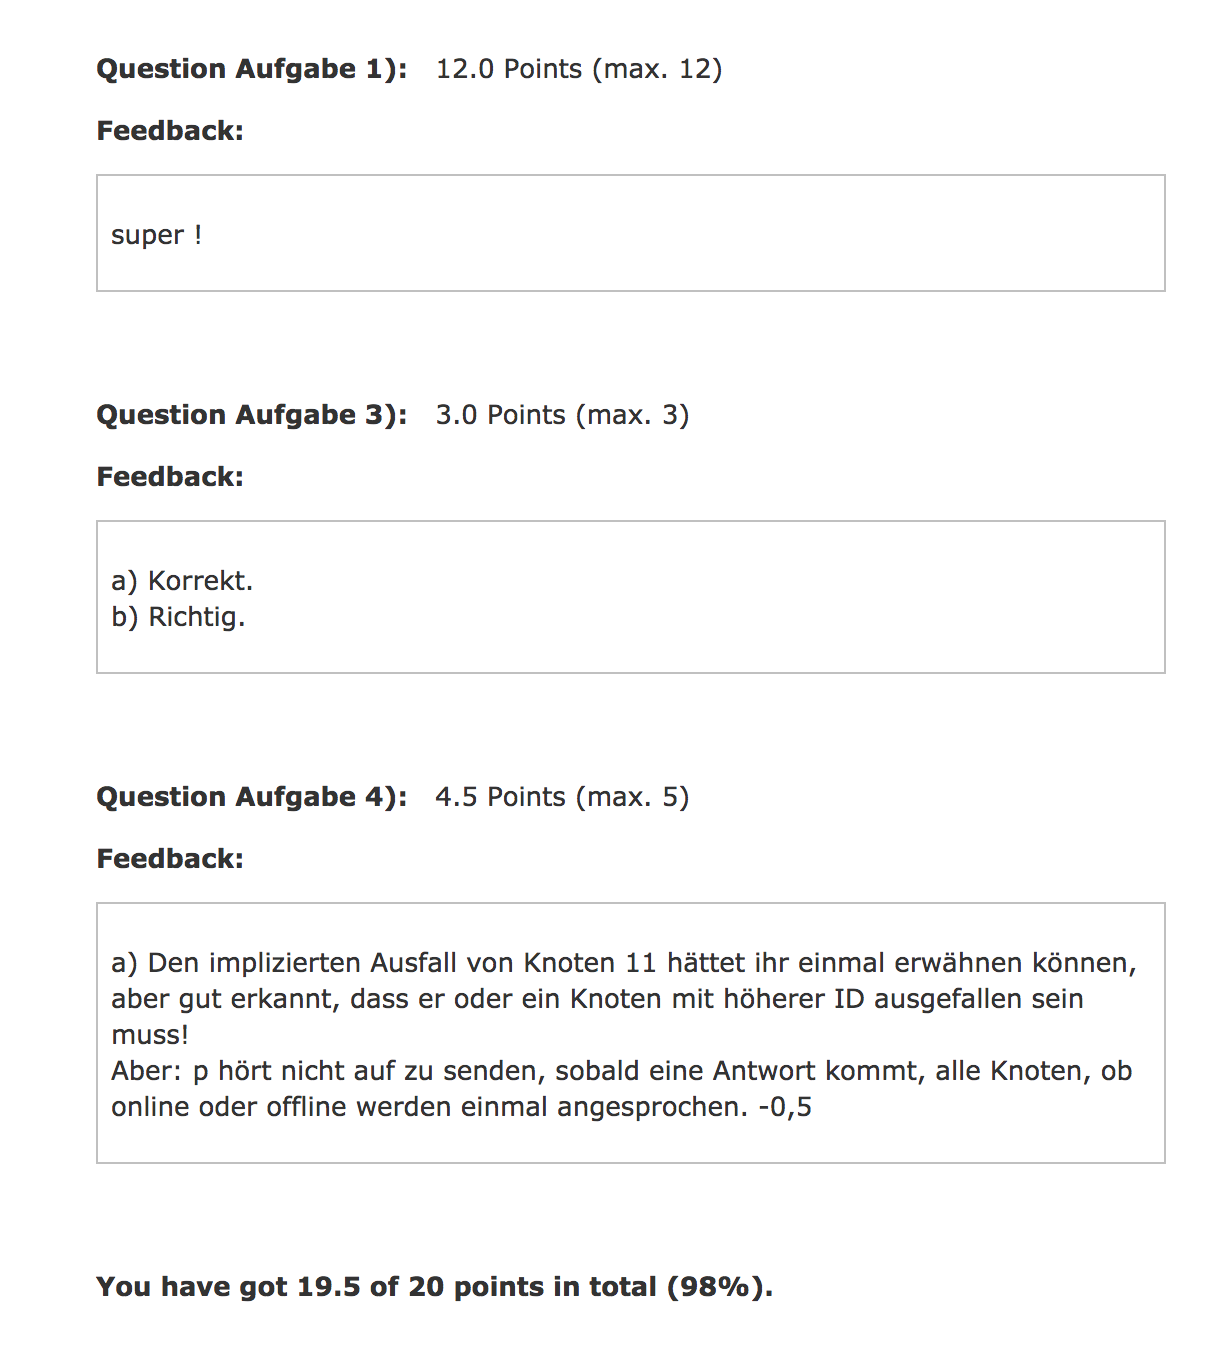 Question Aufgabe 1): 12.0 Points (max. 12)
Feedback:
super !
Question Aufgabe 3): 3.0 Points (max. 3)
Feedback:
a) Korrekt.
b) Richtig.
Question Aufgabe 4): 4.5 Points (max. 5)
Feedback:
a) Den implizierten Ausfall von Knoten 11 hättet ihr einmal erwähnen können,
aber gut erkannt, dass er oder ein Knoten mit höherer ID ausgefallen sein
muss!
Aber: p hört nicht auf zu senden, sobald eine Antwort kommt, alle Knoten, ob
online oder offline werden einmal angesprochen. -0,5
You have got 19.5 of 20 points in total (98%).